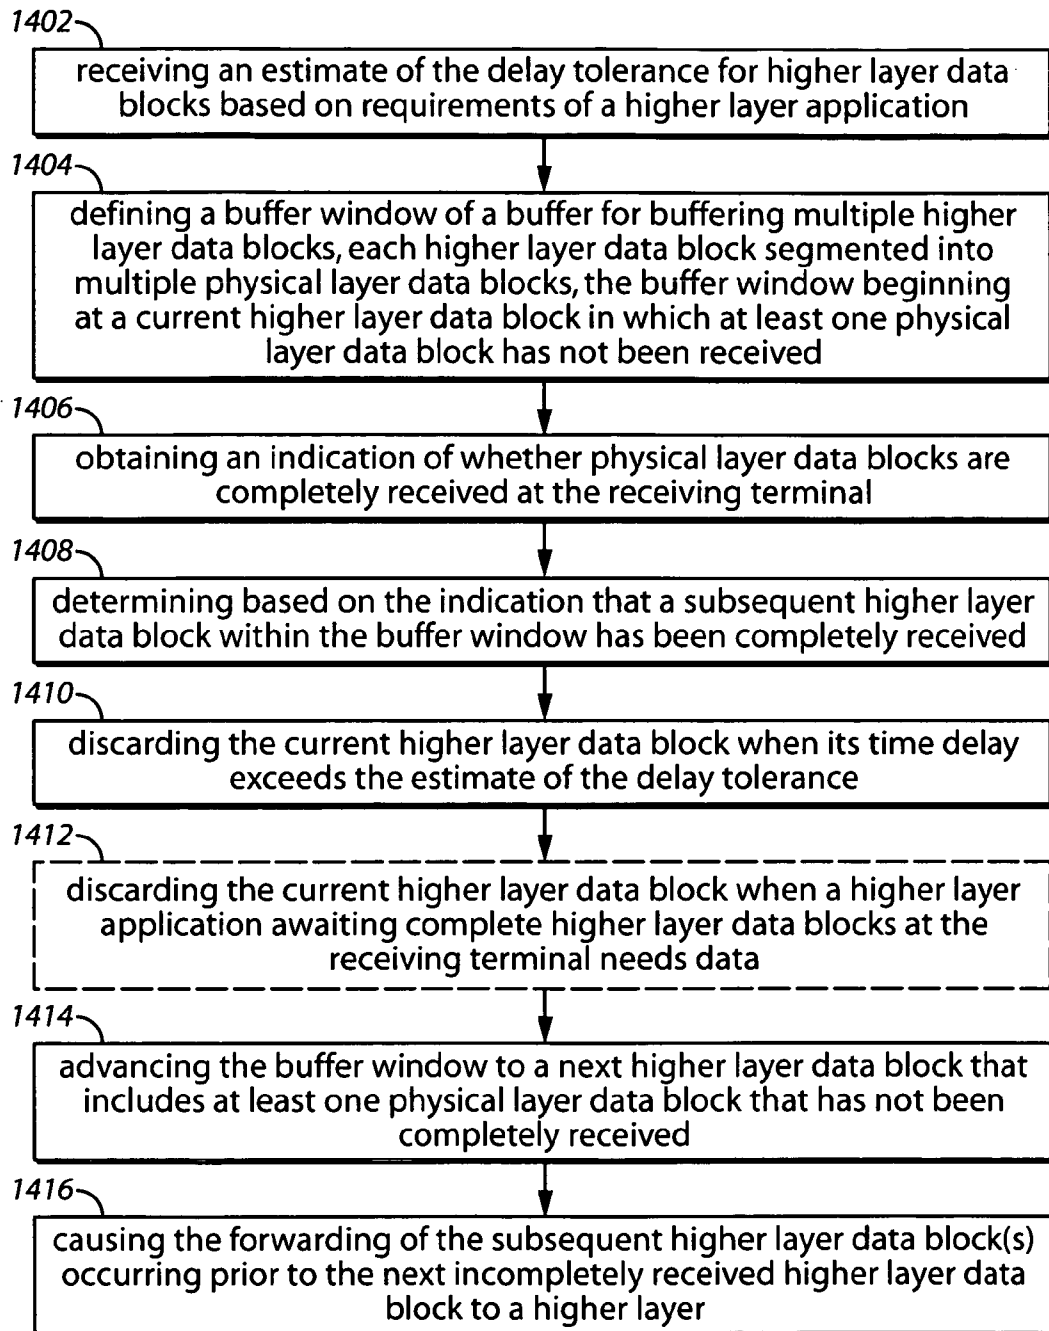 1402
receiving an estimate of the delay tolerance for higher layer data
blocks based on requirements of a higher layer application
1404
defining a buffer window of a buffer for buffering multiple higher
layer data blocks, each higher layer data block segmented into
multiple physical layer data blocks, the buffer window beginning
at a current higher layer data block in which at least one physical
layer data block has not been received
1406
obtaining an indication of whether physical layer data blocks are
completely received at the receiving terminal
1408
determining based on the indication that a subsequent higher layer
data block within the buffer window has been completely received
1410
discarding the current higher layer data block when its time delay
exceeds the estimate of the delay tolerance
1412
discarding the current higher layer data block when a higher layer
application awaiting complete higher layer data blocks at the
receiving terminal needs data
1414
advancing the buffer window to a next higher layer data block that
includes at least one physical layer data block that has not been
completely received
1416
causing the forwarding of the subsequent higher layer data block(s)
occurring prior to the next incompletely received higher layer data
block to a higher layer